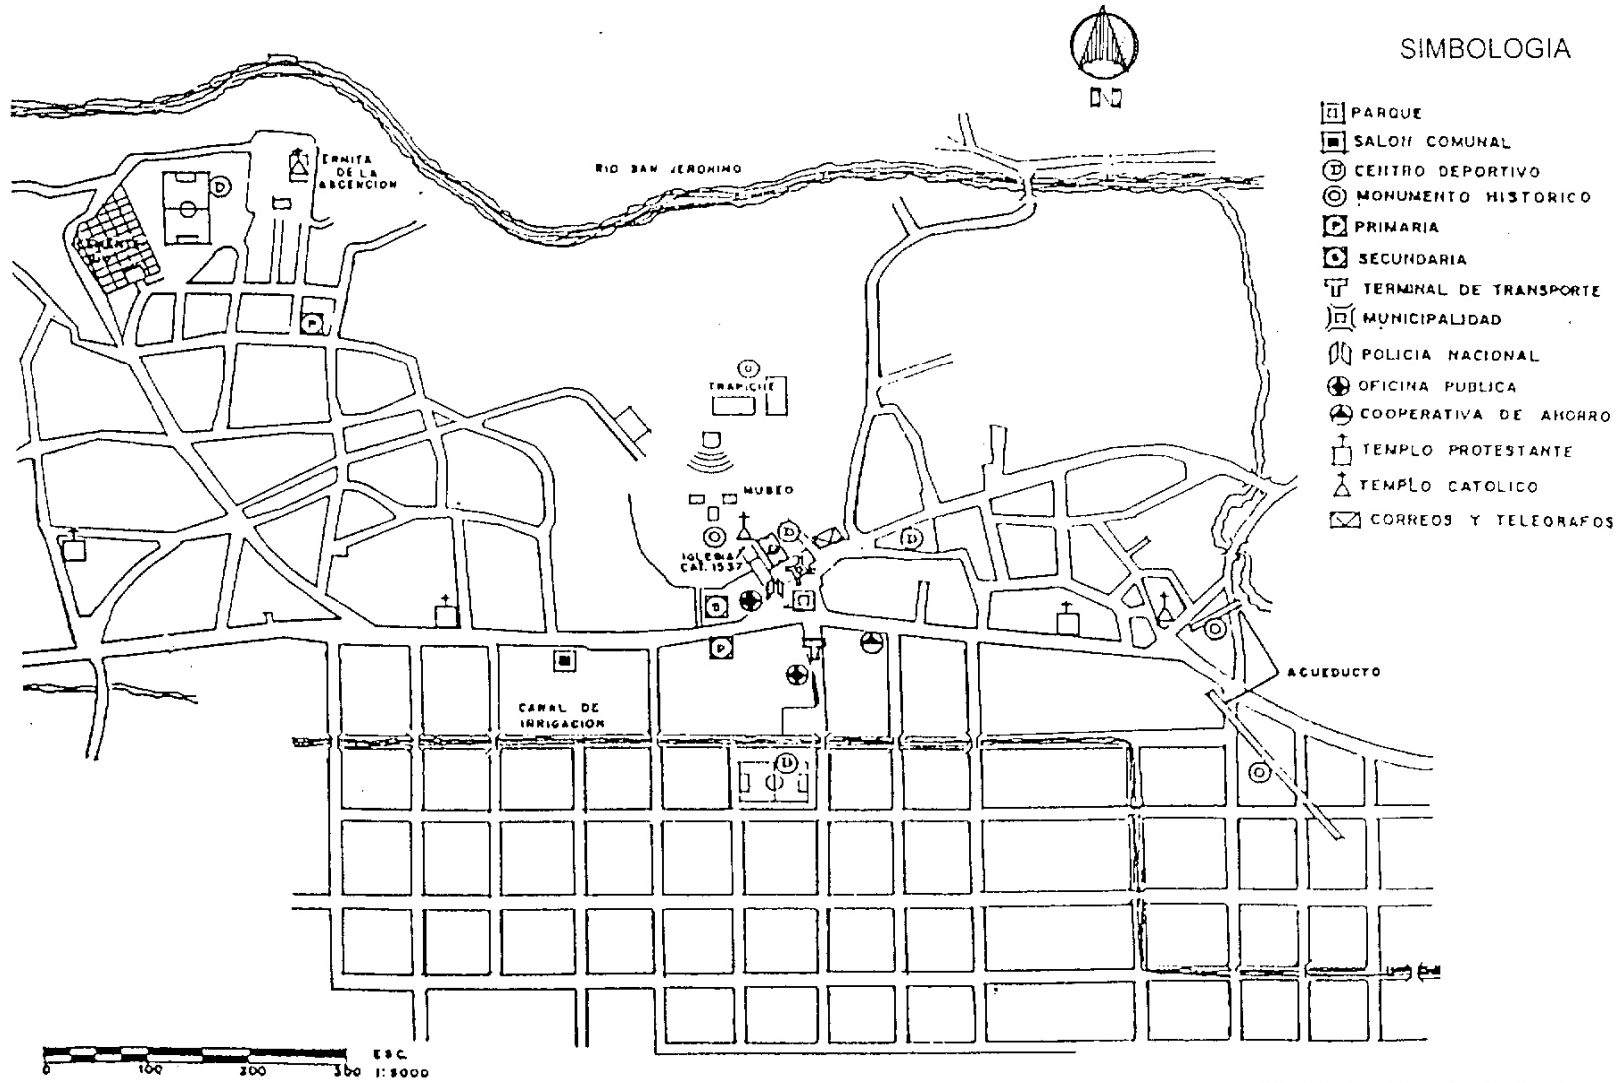 SIMBOLOGIA
N
PARQUE
SALON COMUNAL
D CENTRO DEPORTIVO
MONUMENTO HISTORICO
P PRIMARIA
S SECUNDARIA
TERMINAL DE TRANSPORTE
MUNICIPALIDAD
POLICIA NACIONAL
OFICINA PUBLICA
COOPERATIVA DE AHORRO
TEMPLO PROTESTANTE
TEMPLO CATOLICO
CORREOS Y TELEGRAFOS
ERMITA
DE LA
ASCENCION
D
RIO SAN JERONIMO
P
TRAPICHE
MUSEO
D
D
IGLESIA
CAT. 1537
S
P
ACUEDUCTO
CANAL DE
IRRIGACION
D
ESC.
0 100 200 300 1:5000